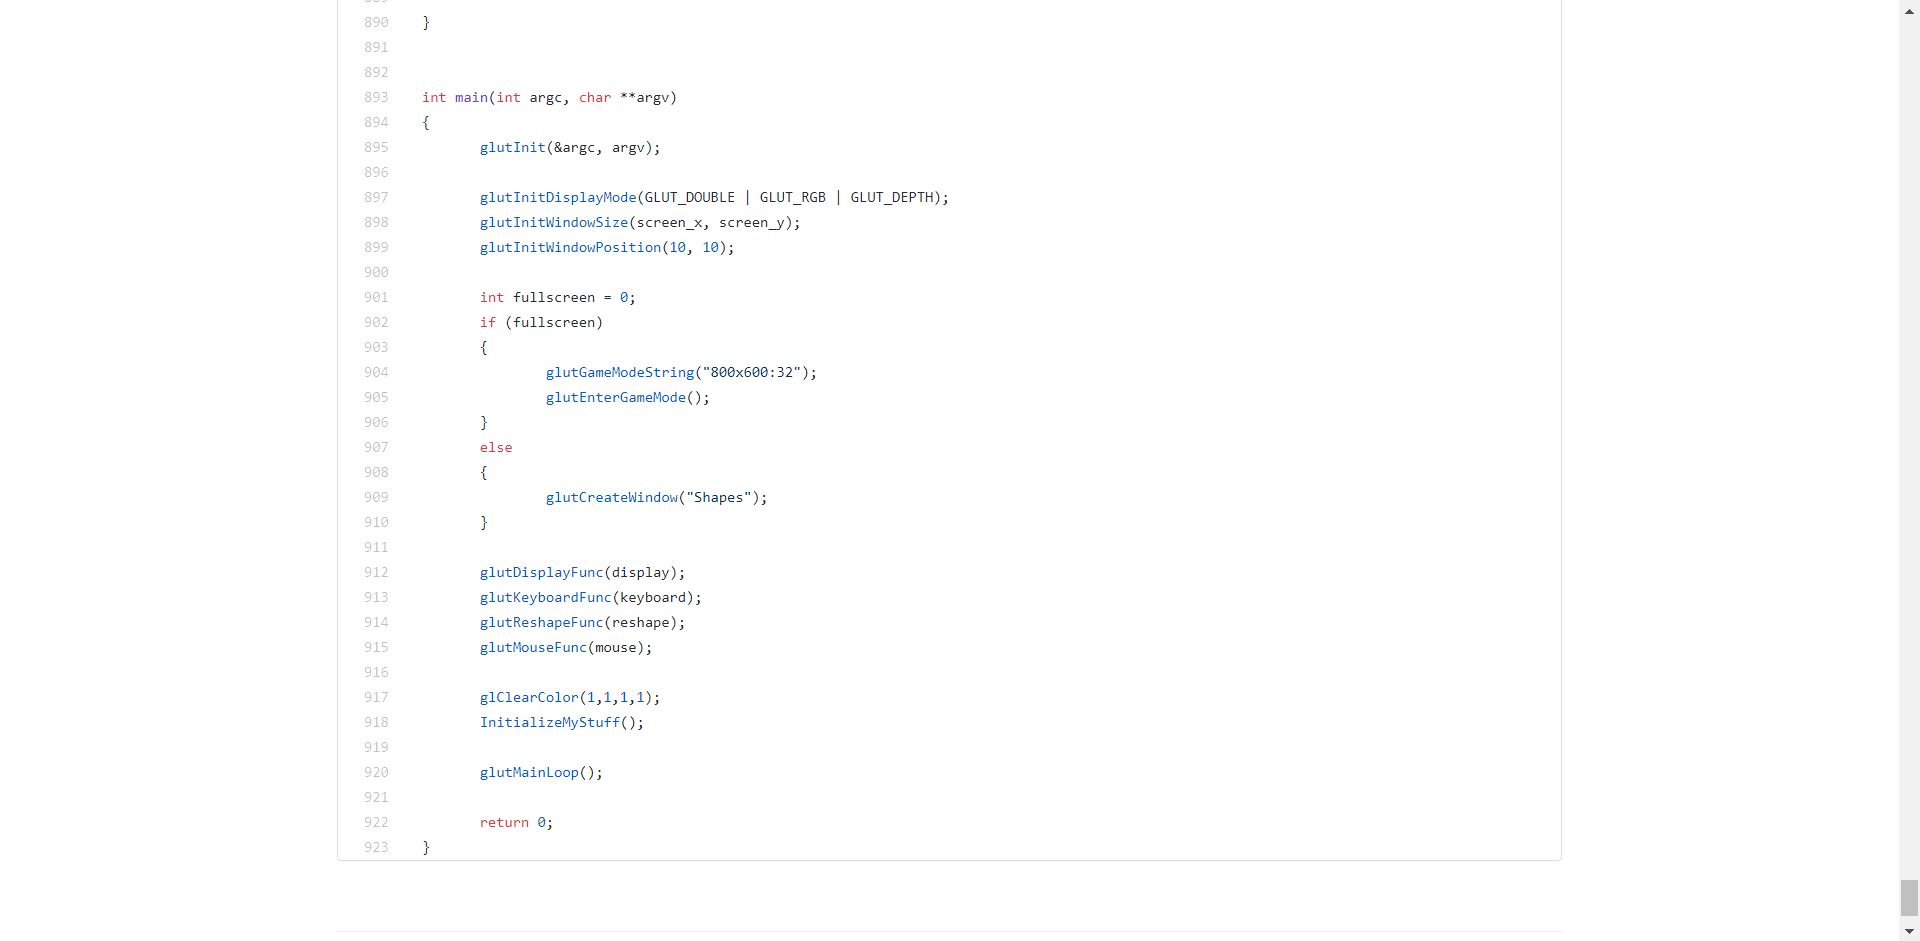 890 }
891
892
893 int main(int argc, char **argv)
894 {
895 glutInit(&argc, argv);
896
897 glutInitDisplayMode(GLUT_DOUBLE | GLUT_RGB | GLUT_DEPTH);
898 glutInitWindowSize(screen_x, screen_y);
899 glutInitWindowPosition(10, 10);
900
901 int fullscreen = 0;
902 if (fullscreen)
903 {
904 glutGameModeString("800x600:32");
905 glutEnterGameMode();
906 }
907 else
908 {
909 glutCreateWindow("Shapes");
910 }
911
912 glutDisplayFunc(display);
913 glutKeyboardFunc(keyboard);
914 glutReshapeFunc(reshape);
915 glutMouseFunc(mouse);
916
917 glClearColor(1,1,1,1);
918 InitializeMyStuff();
919
920 glutMainLoop();
921
922 return 0;
923 }